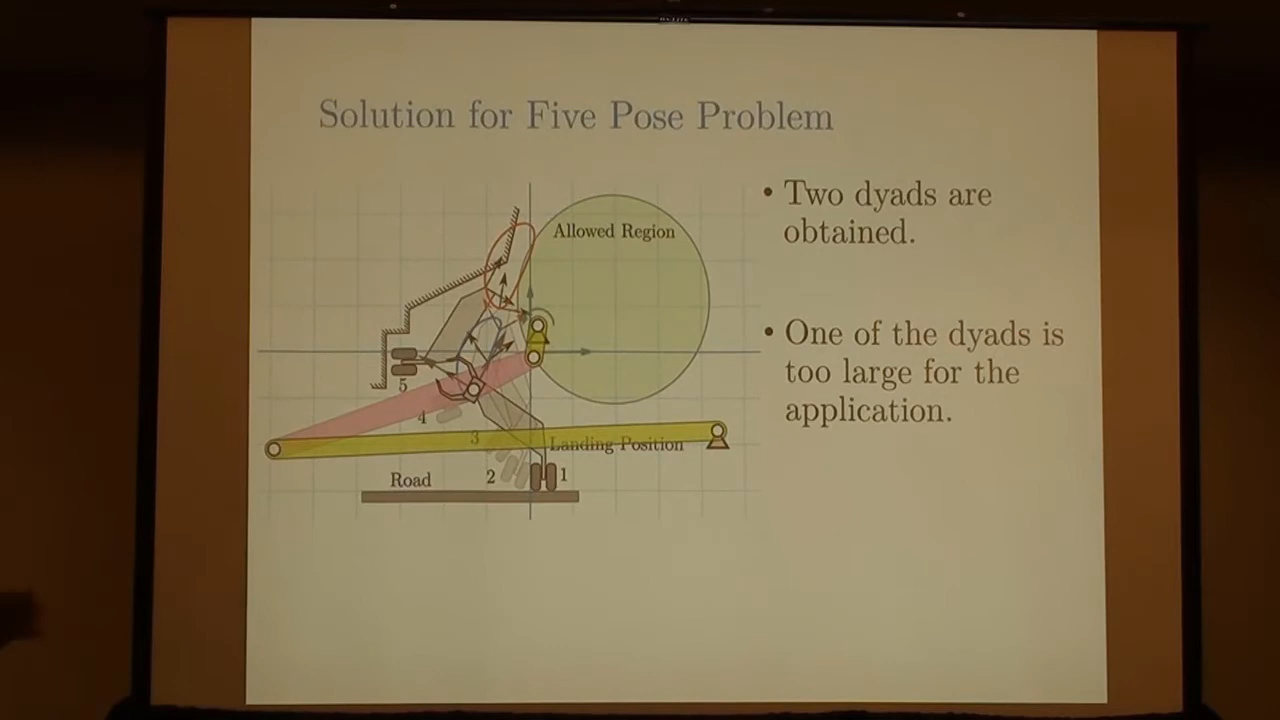 Solution for Five Pose Problem
• Two dyads are
obtained.
• One of the dyads is
too large for the
application.
Allowed Region
5
4
3
Landing Position
2
1
Road